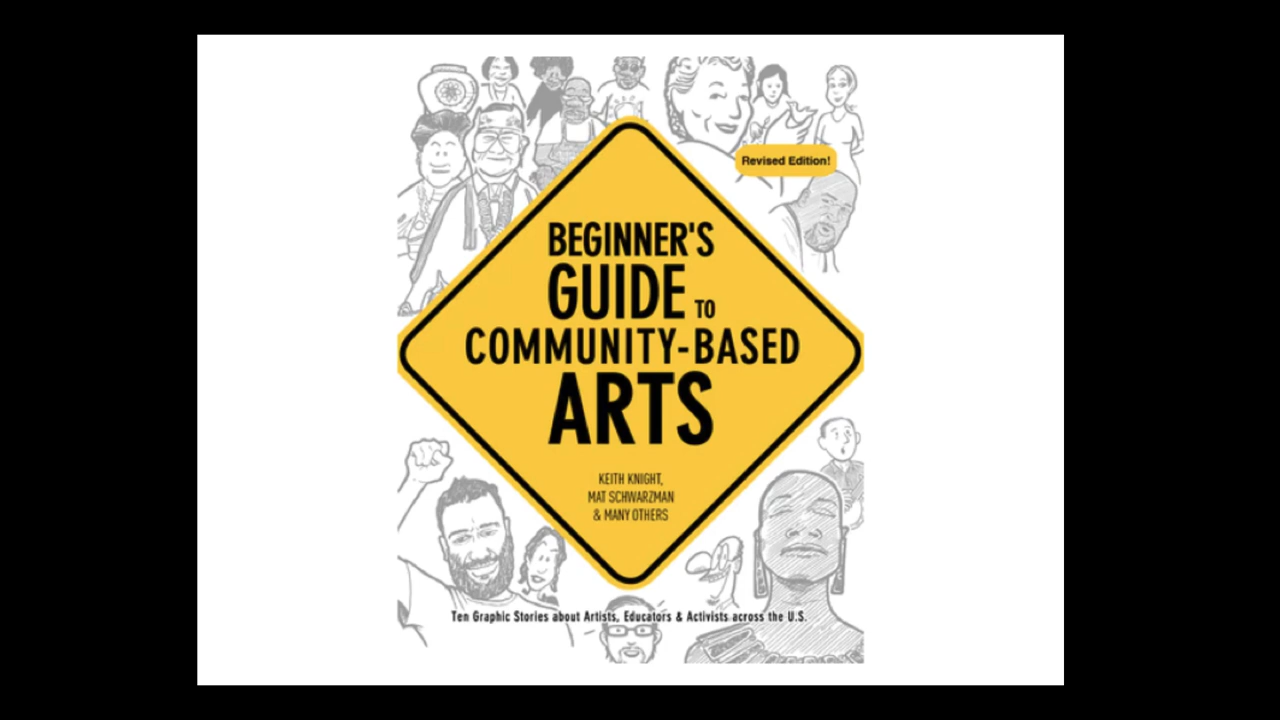 Revised Edition!
BEGINNER'S
GUIDE TO
COMMUNITY-BASED
ARTS
KEITH KNIGHT,
MAT SCHWARZMAN
& MANY OTHERS
Ten Graphic Stories about Artists, Educators & Activists across the U.S.